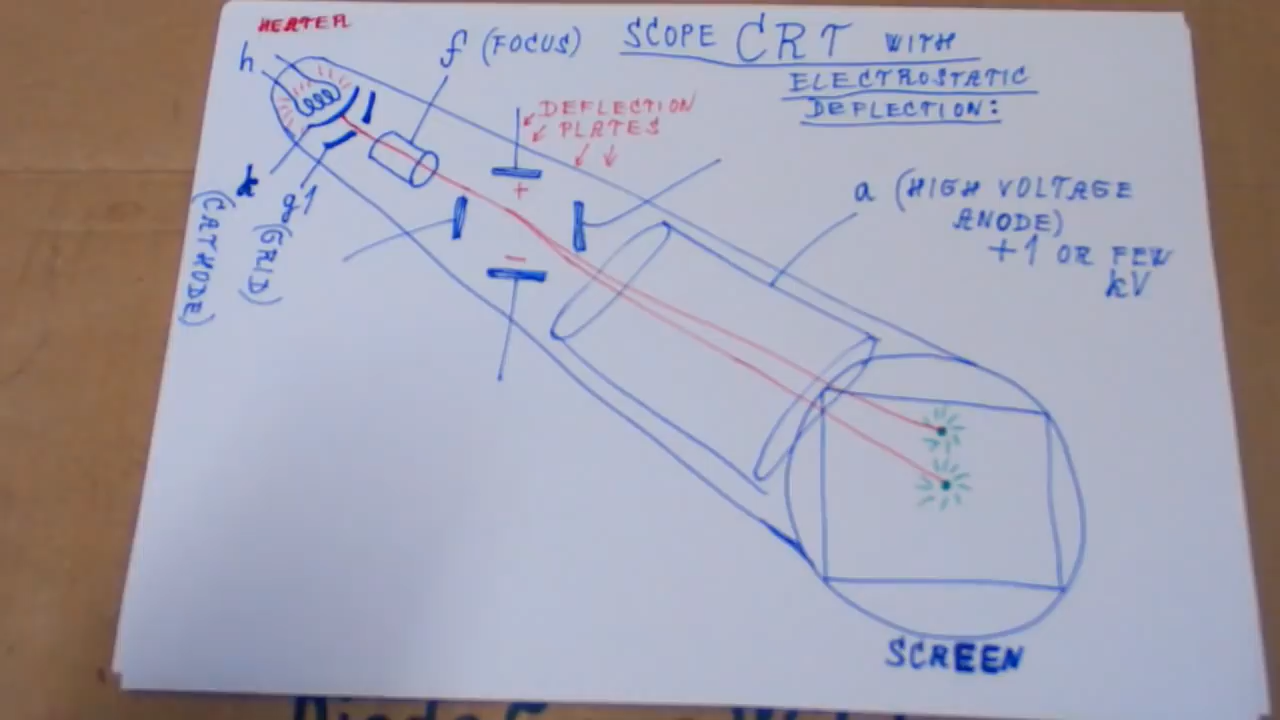 HEATER
h
f (FOCUS)
SCOPE CRT WITH
ELECTROSTATIC
DEFLECTION:
DEFLECTION
PLATES
+
-
k
(CATHODE)
g1
(GRID)
a (HIGH VOLTAGE
ANODE)
+1 OR FEW
kV
SCREEN